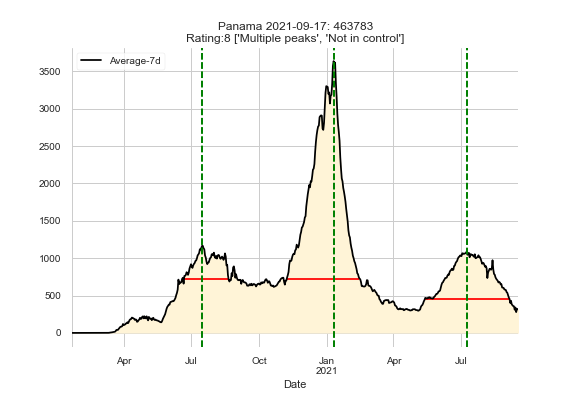 Panama 2021-09-17: 463783
Rating:8 ['Multiple peaks', 'Not in control']
Average-7d
3500
3000
2500
2000
1500
1000
500
0
Apr
Jul
Oct
Jan
2021
Apr
Jul
Date